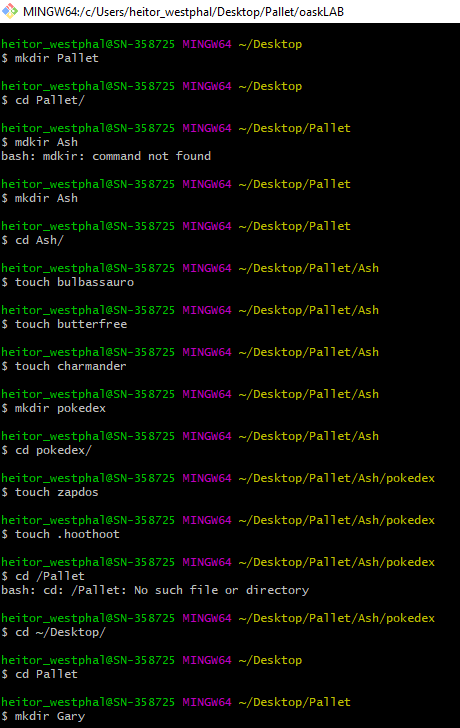 MINGW64:/c/Users/heitor_westphal/Desktop/Pallet/oaskLAB
heitor_westphal@SN-358725 MINGW64 ~/Desktop
$ mkdir Pallet
heitor_westphal@SN-358725 MINGW64 ~/Desktop
$ cd Pallet/
heitor_westphal@SN-358725 MINGW64 ~/Desktop/Pallet
$ mdkir Ash
bash: mdkir: command not found
heitor_westphal@SN-358725 MINGW64 ~/Desktop/Pallet
$ mkdir Ash
heitor_westphal@SN-358725 MINGW64 ~/Desktop/Pallet
$ cd Ash/
heitor_westphal@SN-358725 MINGW64 ~/Desktop/Pallet/Ash
$ touch bulbassauro
heitor_westphal@SN-358725 MINGW64 ~/Desktop/Pallet/Ash
$ touch butterfree
heitor_westphal@SN-358725 MINGW64 ~/Desktop/Pallet/Ash
$ touch charmander
heitor_westphal@SN-358725 MINGW64 ~/Desktop/Pallet/Ash
$ mkdir pokedex
heitor_westphal@SN-358725 MINGW64 ~/Desktop/Pallet/Ash
$ cd pokedex/
heitor_westphal@SN-358725 MINGW64 ~/Desktop/Pallet/Ash/pokedex
$ touch zapdos
heitor_westphal@SN-358725 MINGW64 ~/Desktop/Pallet/Ash/pokedex
$ touch .hoothoot
heitor_westphal@SN-358725 MINGW64 ~/Desktop/Pallet/Ash/pokedex
$ cd /Pallet
bash: cd: /Pallet: No such file or directory
heitor_westphal@SN-358725 MINGW64 ~/Desktop/Pallet/Ash/pokedex
$ cd ~/Desktop/
heitor_westphal@SN-358725 MINGW64 ~/Desktop
$ cd Pallet
heitor_westphal@SN-358725 MINGW64 ~/Desktop/Pallet
$ mkdir Gary